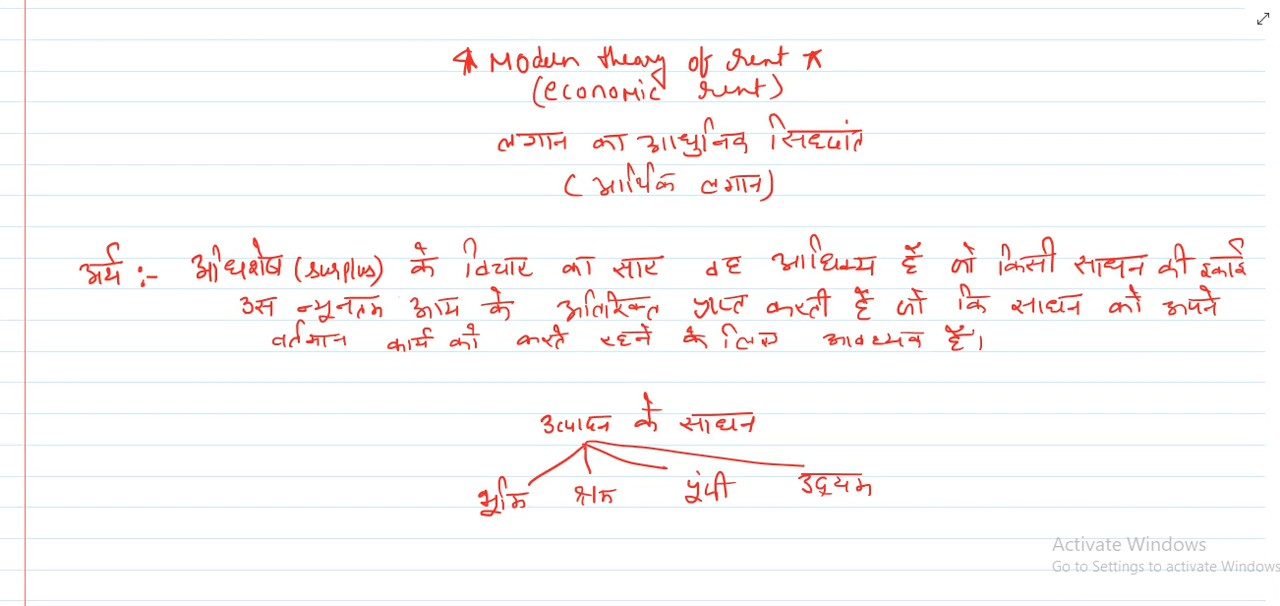 * Modern theory of rent *
(economic rent)
लगान का आधुनिक सिध्दांत
(आर्थिक लगान)
अर्थ :- अधिशेष (surplus) के विचार का सार वह आधिक्य हैं जो किसी साधन की इकाई
उस न्यूनतम आय के अतिरिक्त प्राप्त करती हैं जो कि साधन को अपने
वर्तमान कार्य को करते रहने के लिए आवश्यक हैं।
उत्पादन के साधन
भूमि श्रम पूंजी उद्यम
Activate Windows
Go to Settings to activate Windows